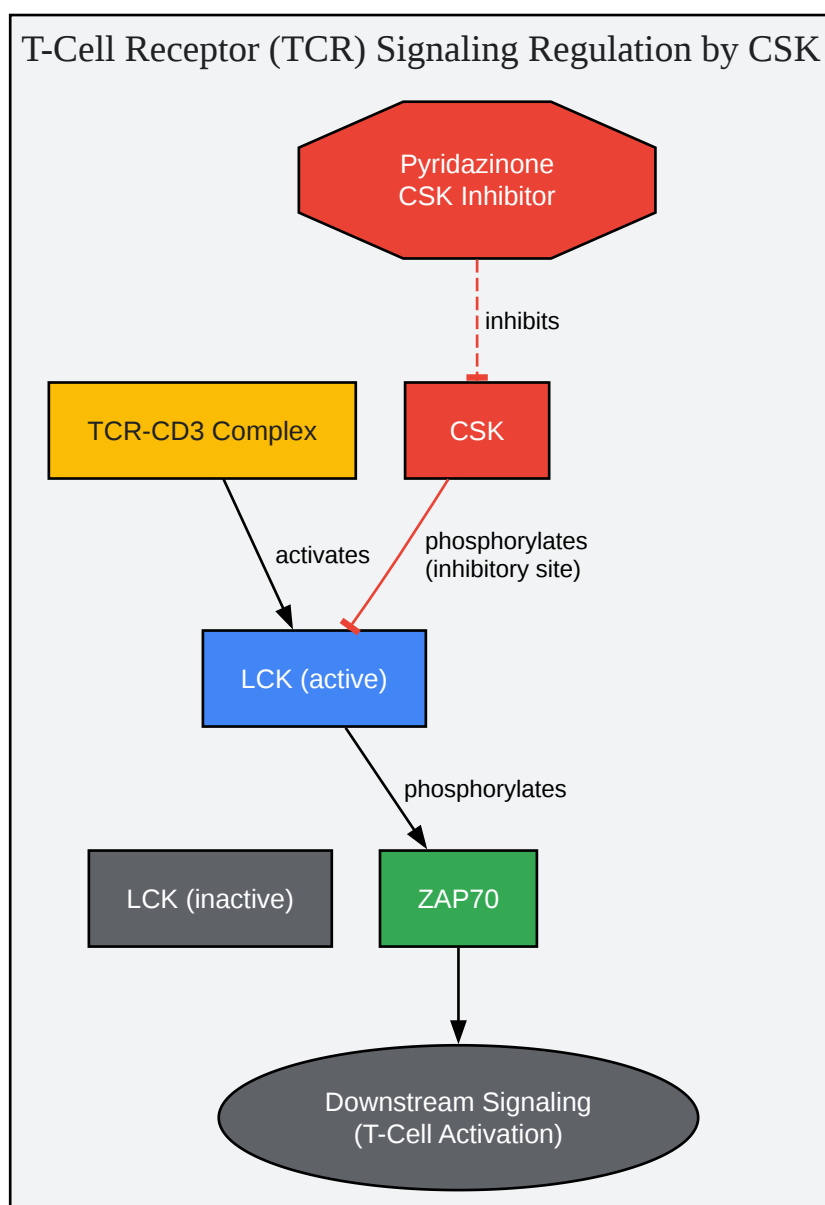 T-Cell Receptor (TCR) Signaling Regulation by CSK
Pyridazinone
CSK Inhibitor
inhibits
TCR-CD3 Complex
CSK
activates
phosphorylates
(inhibitory site)
LCK (active)
phosphorylates
LCK (inactive)
ZAP70
Downstream Signaling
(T-Cell Activation)